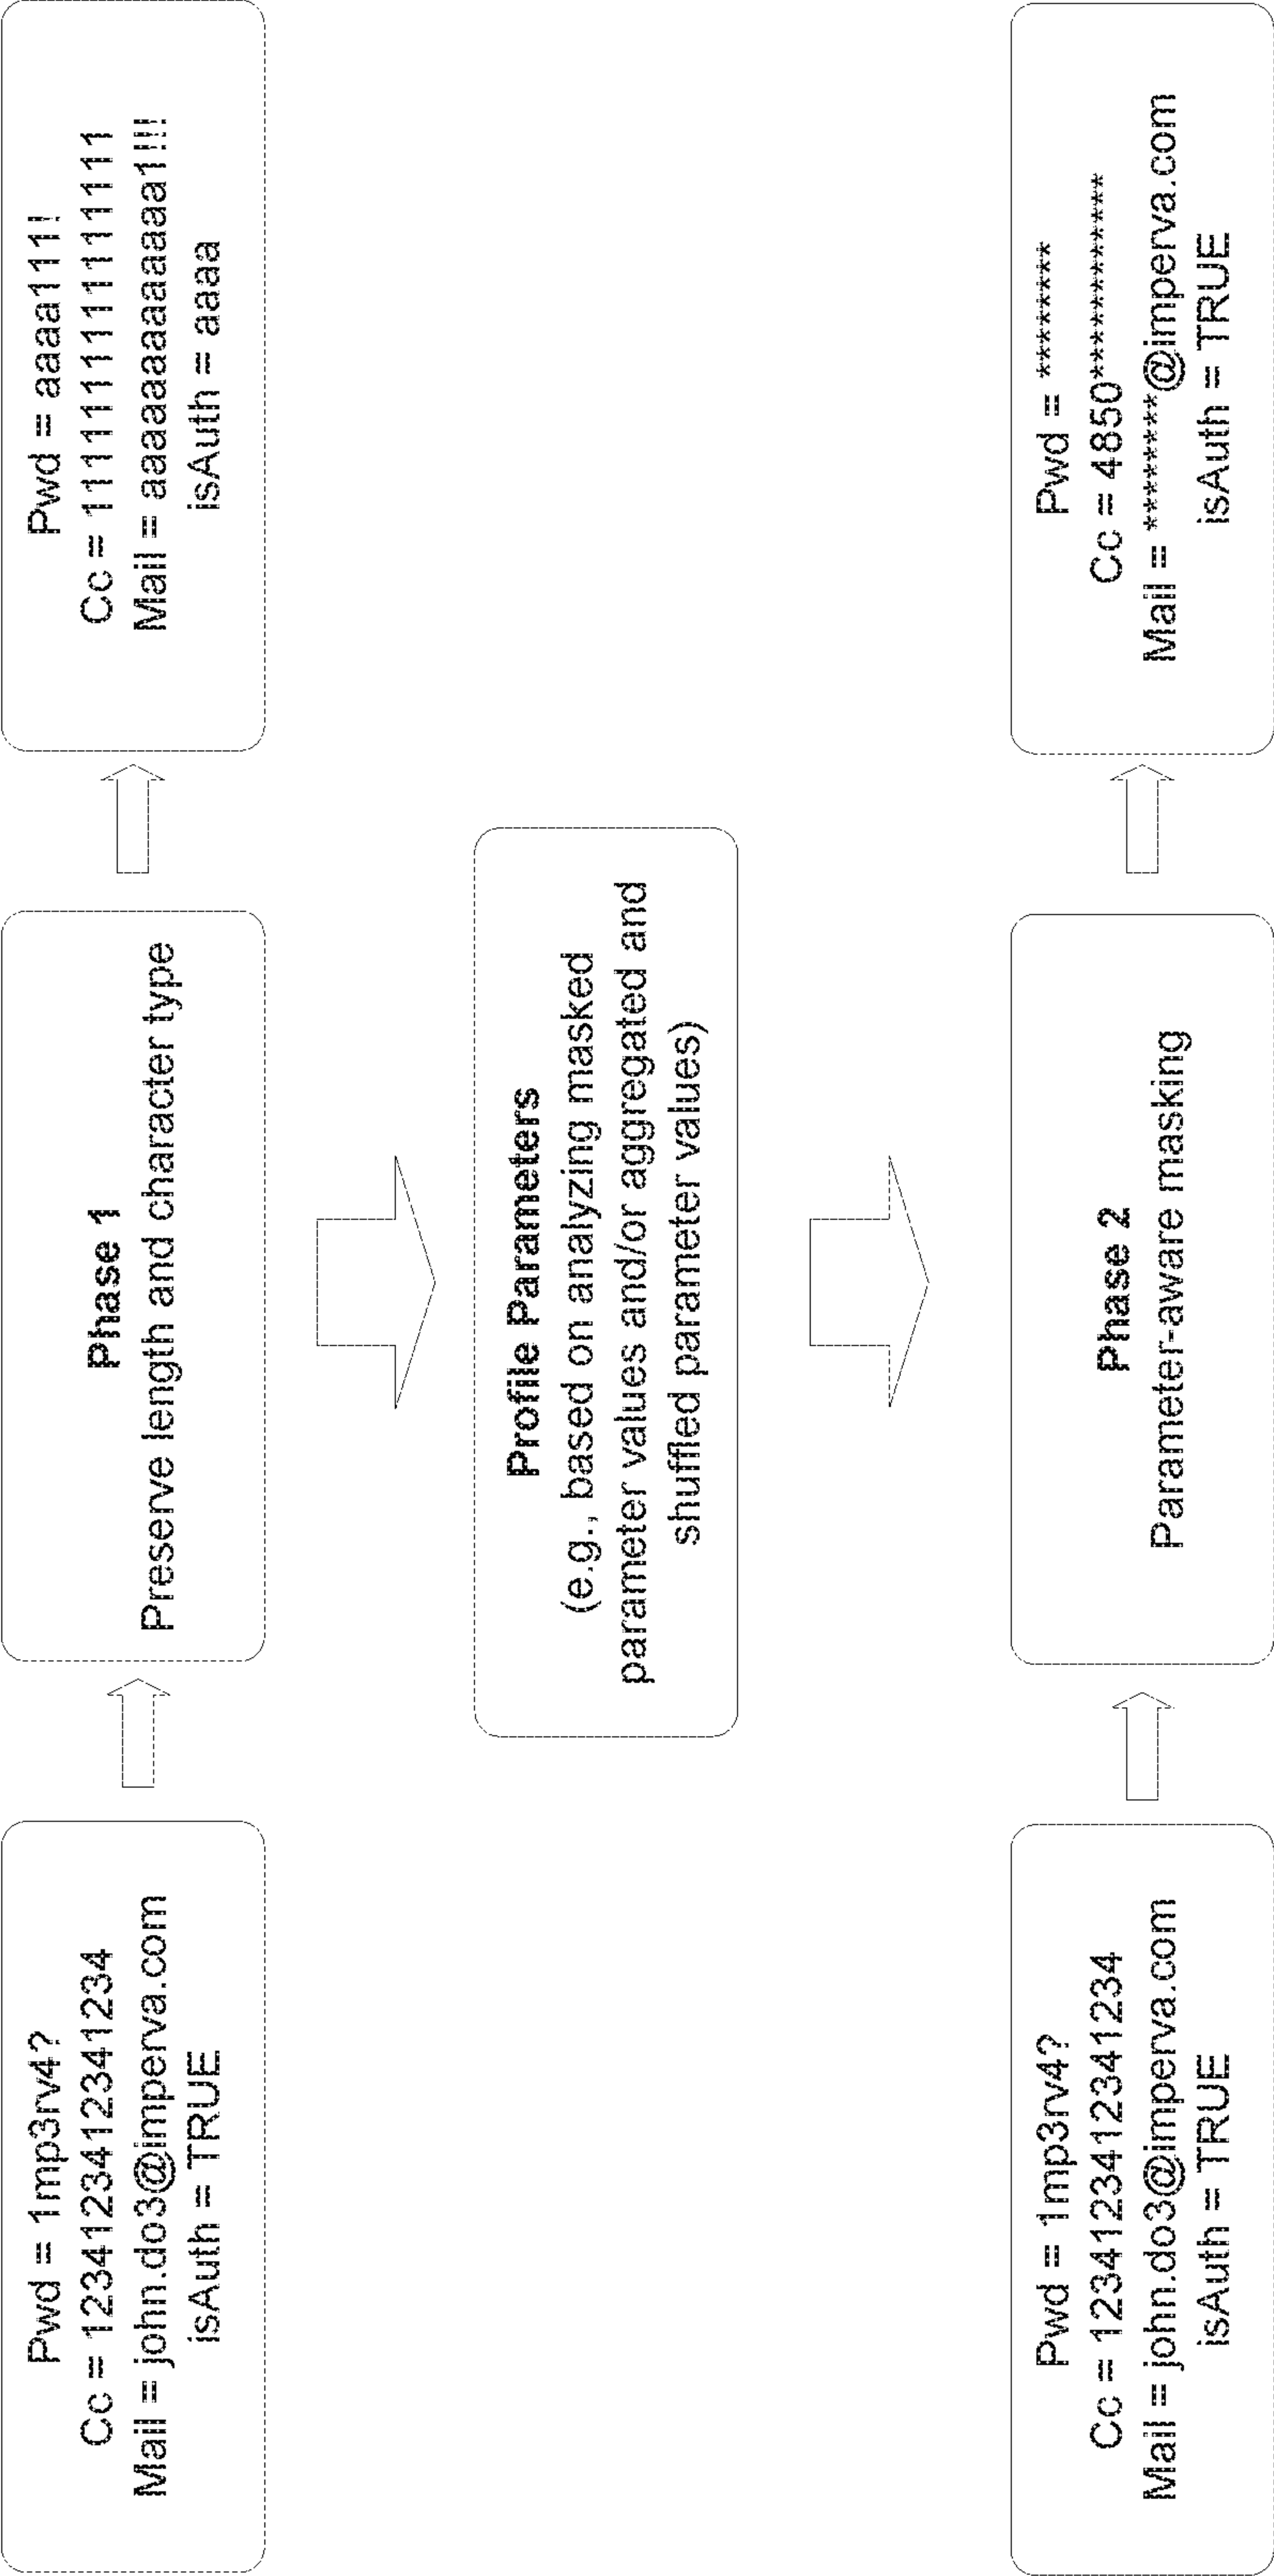 Pwd = 1mp3rv4?
Cc = 1234123412341234
Mail = john.do3@imperva.com
isAuth = TRUE
Phase 1
Preserve length and character type
Pwd = aaaa111!
Cc = 1111111111111111
Mail = aaaaaaaaaaaaa1!!!
isAuth = aaaa
Profile Parameters
(e.g., based on analyzing masked
parameter values and/or aggregated and
shuffled parameter values)
Pwd = 1mp3rv4?
Cc = 1234123412341234
Mail = john.do3@imperva.com
isAuth = TRUE
Phase 2
Parameter-aware masking
Pwd = ********
Cc = 4850************
Mail = ********@imperva.com
isAuth = TRUE